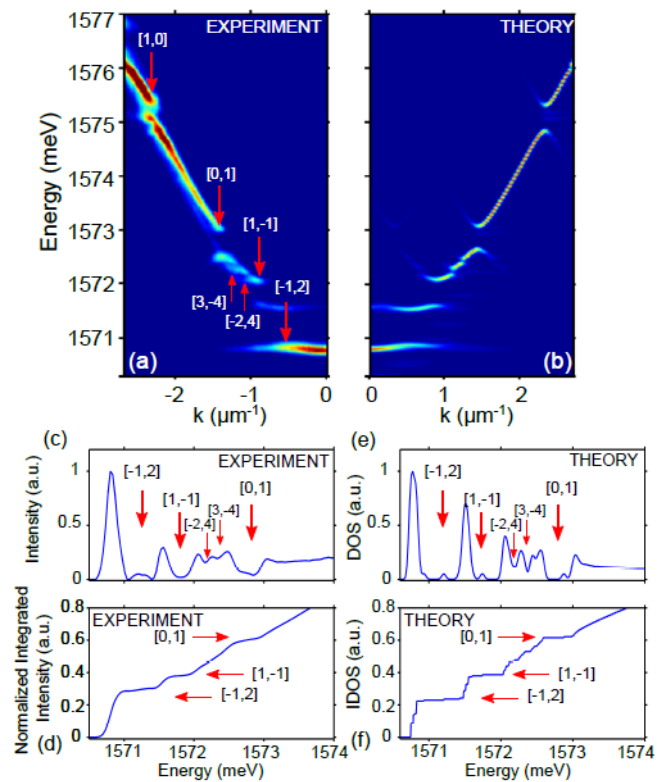 1577
EXPERIMENT
THEORY
[1,0]
1576
1575
1574
[0,1]
1573
[1,-1]
1572
[3,-4]
[-2,4]
[-1,2]
1571
(a)
(b)
Energy (meV)
-2 -1 0
0 1 2
k (µm⁻¹)
k (µm⁻¹)
(c)
(e)
EXPERIMENT
THEORY
Intensity (a.u.)
1
0.5
0
[-1,2]
[1,-1]
[-2,4]
[3,-4]
[0,1]
DOS (a.u.)
1
0.5
0
[-1,2]
[1,-1]
[-2,4]
[3,-4]
[0,1]
Normalized Integrated
Intensity (a.u.)
0.8
0.6
0.4
0.2
0
EXPERIMENT
[0,1]
[1,-1]
[-1,2]
IDOS (a.u.)
0.8
0.6
0.4
0.2
0
THEORY
[0,1]
[1,-1]
[-1,2]
1571 1572 1573 1574
1571 1572 1573 1574
(d)
Energy (meV)
(f)
Energy (meV)